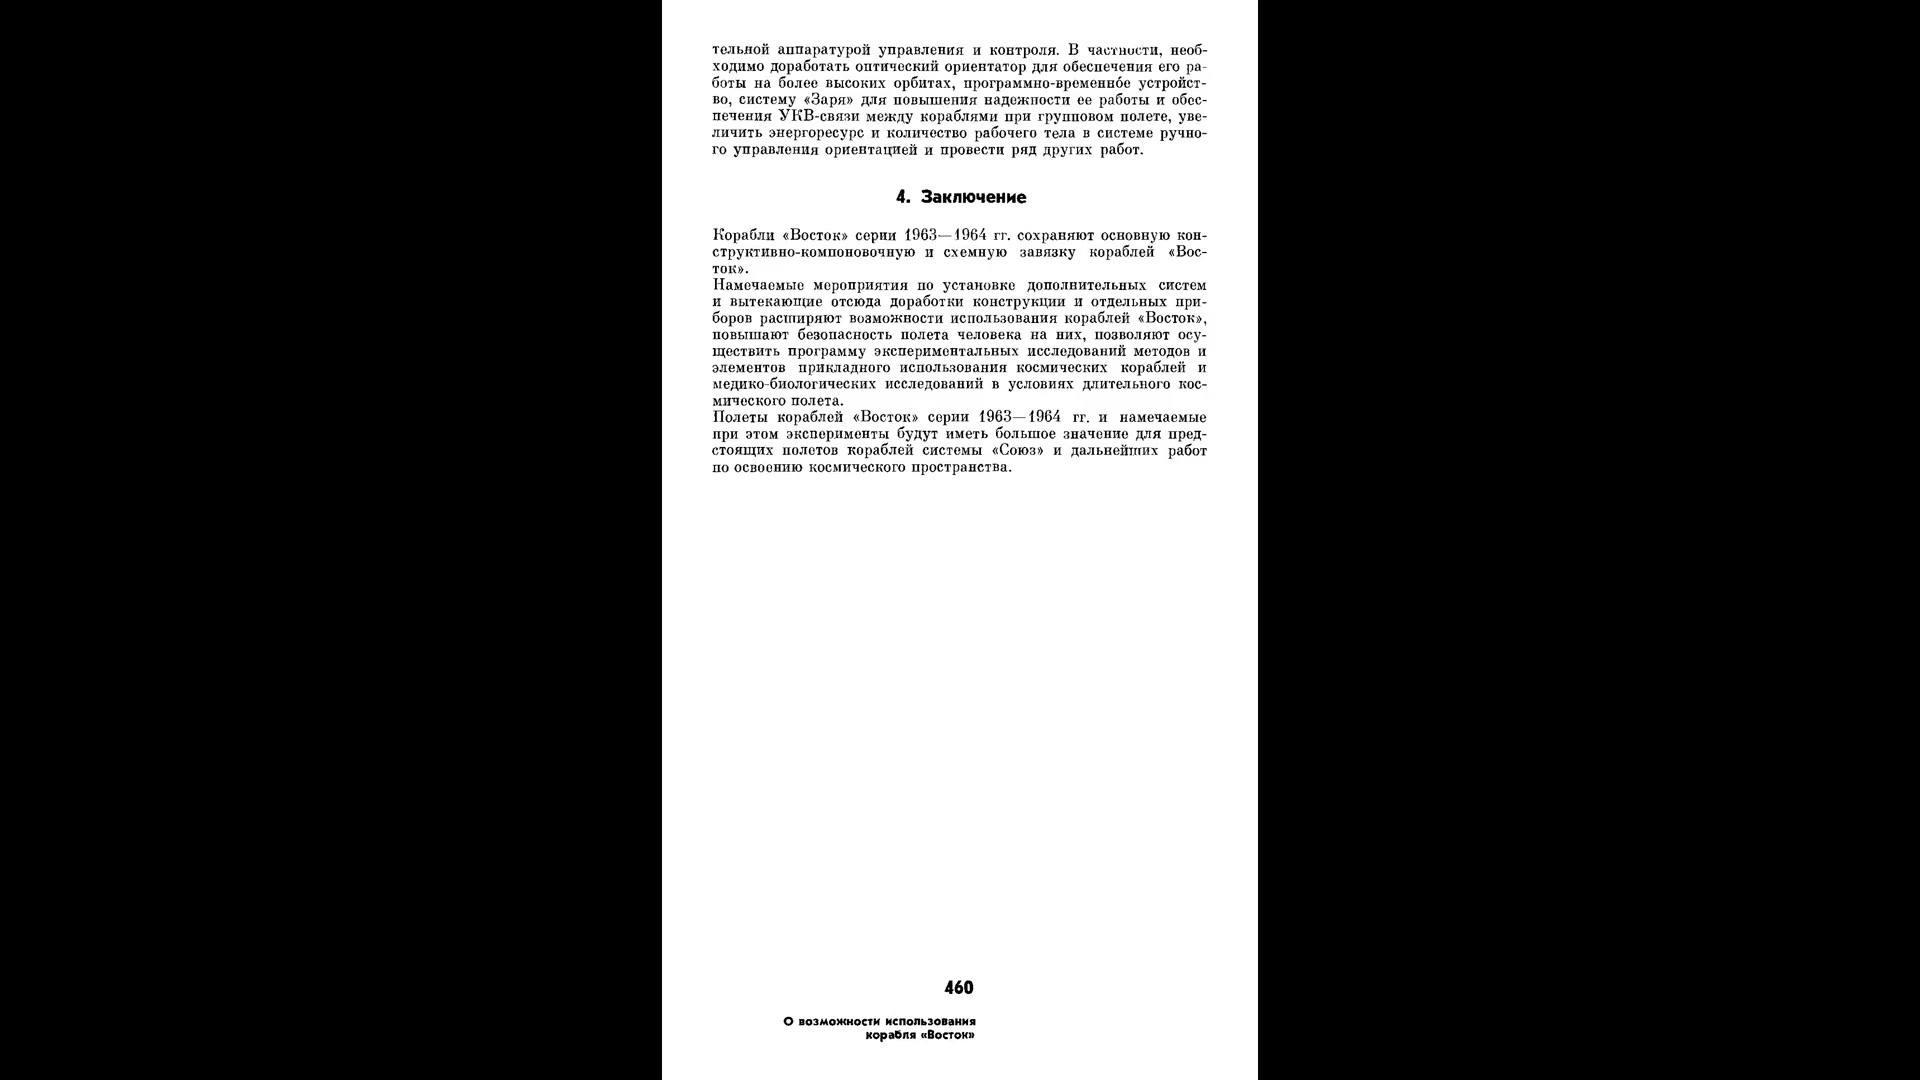 тельной аппаратурой управления и контроля. В частности, необ-
ходимо доработать оптический ориентатор для обеспечения его ра-
боты на более высоких орбитах, программно-временно́е устройст-
во, систему «Заря» для повышения надежности ее работы и обес-
печения УКВ-связи между кораблями при групповом полете, уве-
личить энергоресурс и количество рабочего тела в системе ручно-
го управления ориентацией и провести ряд других работ.
4. Заключение
Корабли «Восток» серии 1963—1964 гг. сохраняют основную кон-
структивно-компоновочную и схемную завязку кораблей «Вос-
ток».
Намечаемые мероприятия по установке дополнительных систем
и вытекающие отсюда доработки конструкции и отдельных при-
боров расширяют возможности использования кораблей «Восток»,
повышают безопасность полета человека на них, позволяют осу-
ществить программу экспериментальных исследований методов и
элементов прикладного использования космических кораблей и
медико-биологических исследований в условиях длительного кос-
мического полета.
Полеты кораблей «Восток» серии 1963—1964 гг. и намечаемые
при этом эксперименты будут иметь большое значение для пред-
стоящих полетов кораблей системы «Союз» и дальнейших работ
по освоению космического пространства.
460
О возможности использования
корабля «Восток»